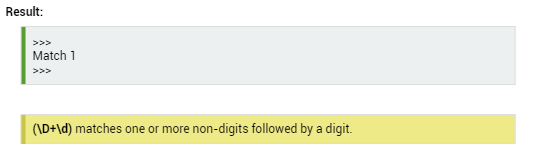 Result:
>>>
Match 1
>>>
(\D+\d) matches one or more non-digits followed by a digit.